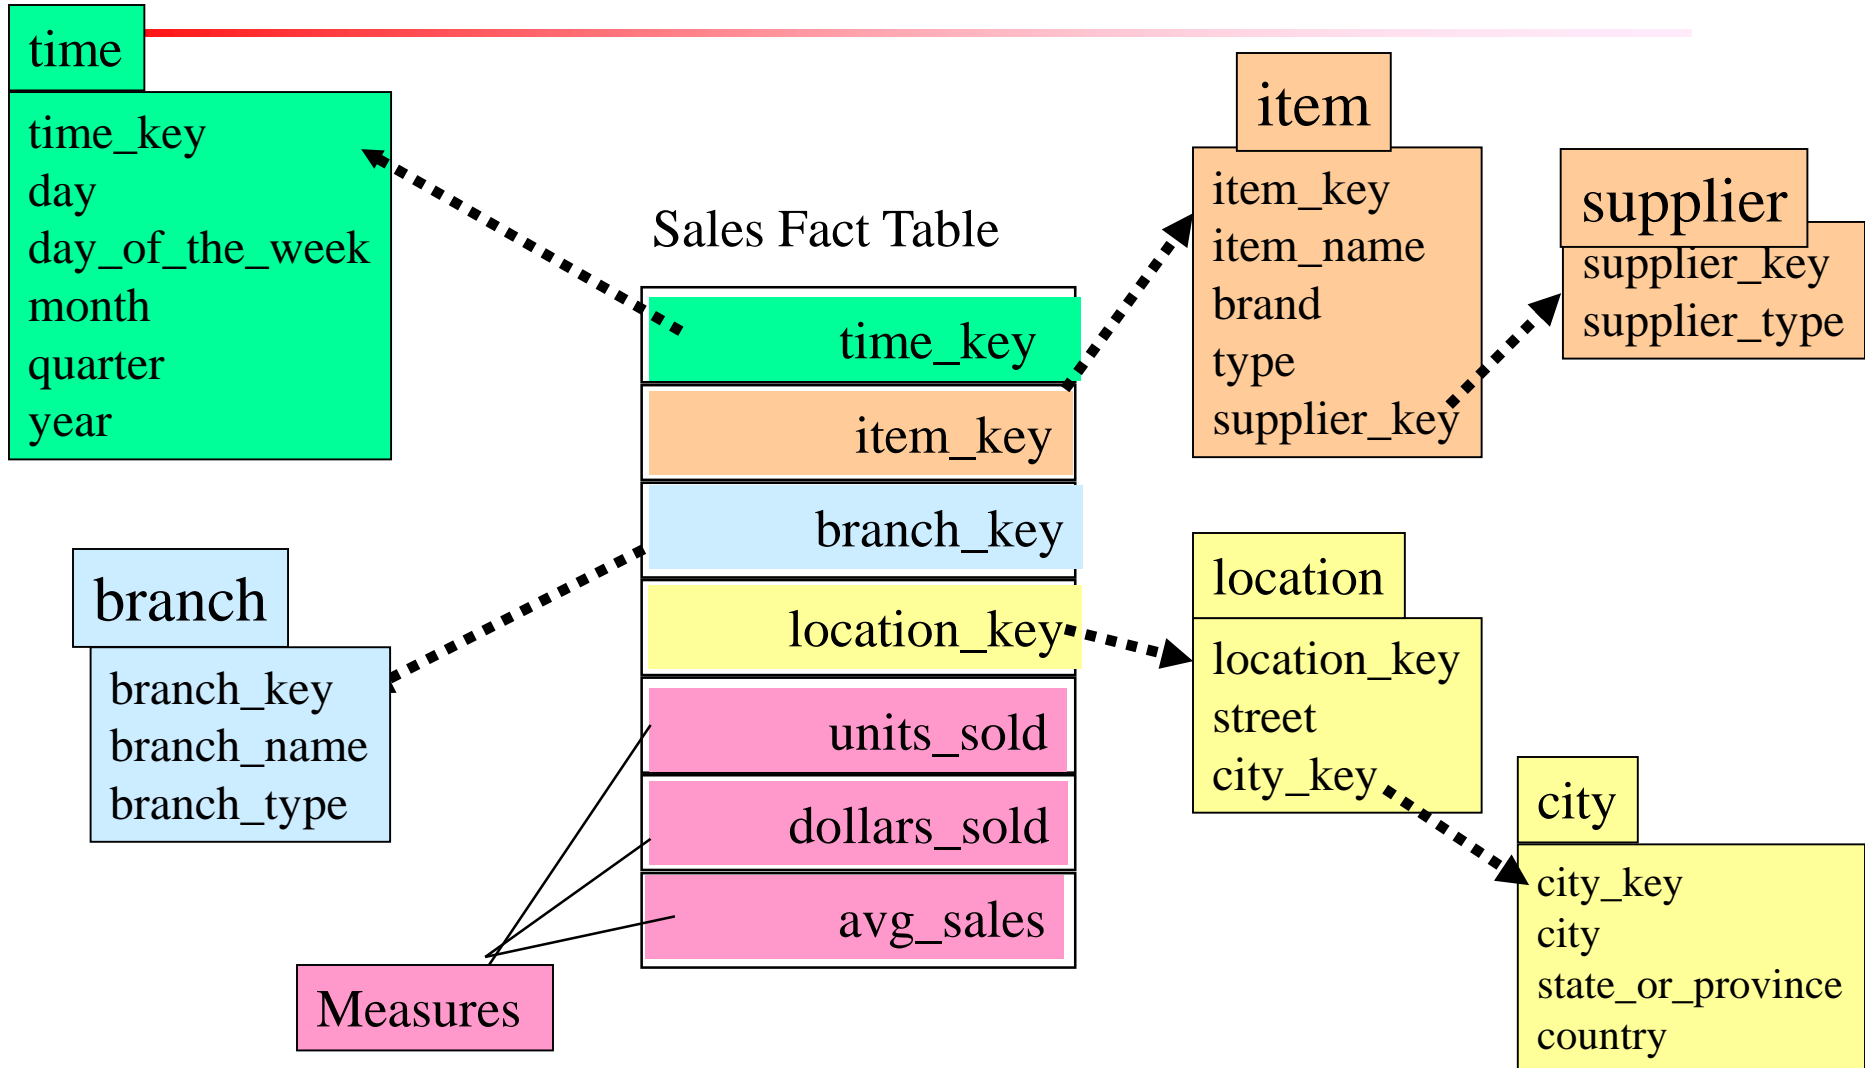 time
time_key
day
day_of_the_week
month
quarter
year
Sales Fact Table
time_key
item_key
branch_key
location_key
units_sold
dollars_sold
avg_sales
item
item_key
item_name
brand
type
supplier_key
supplier
supplier_key
supplier_type
branch
branch_key
branch_name
branch_type
location
location_key
street
city_key
city
city_key
city
state_or_province
country
Measures